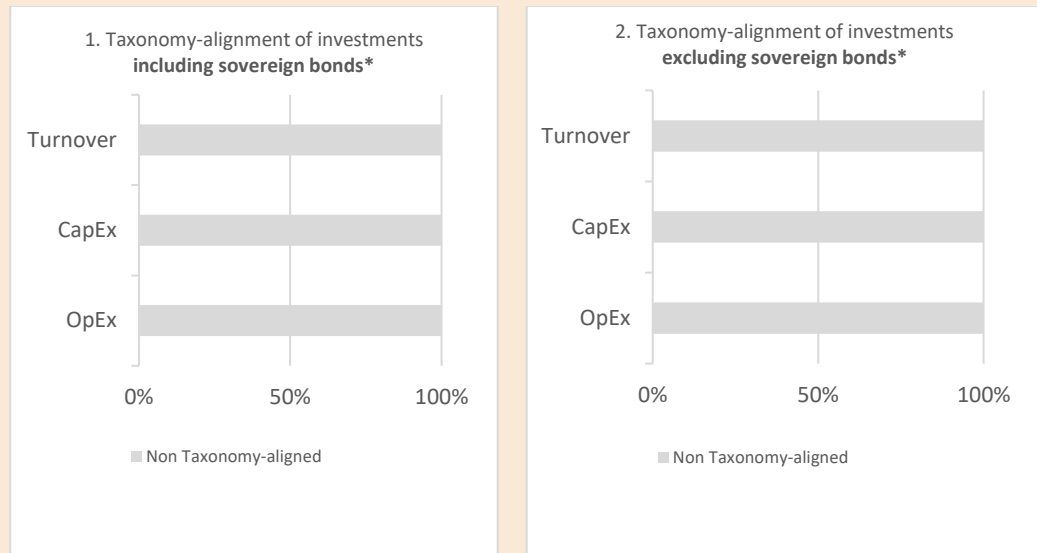 1. Taxonomy-alignment of investments
including sovereign bonds*
Turnover
CapEx
OpEx
0% 50% 100%
Non Taxonomy-aligned
2. Taxonomy-alignment of investments
excluding sovereign bonds*
Turnover
CapEx
OpEx
0% 50% 100%
Non Taxonomy-aligned